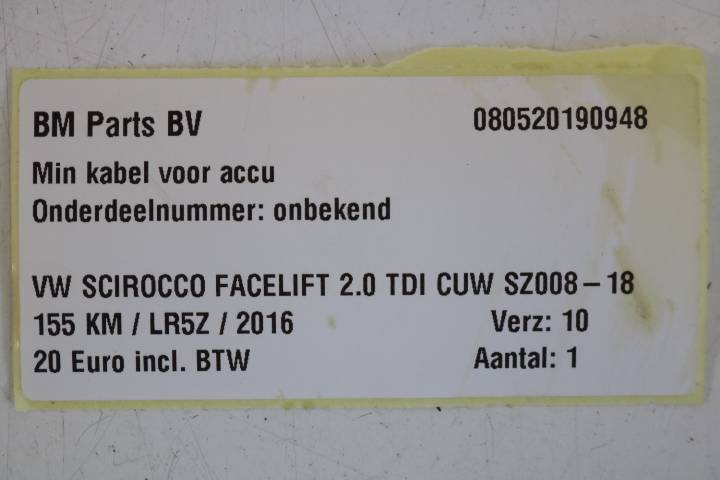 BM Parts BV 080520190948
Min kabel voor accu
Onderdeelnummer: onbekend
VW SCIROCCO FACELIFT 2.0 TDI CUW SZ008-18
155 KM / LR5Z / 2016 Verz: 10
20 Euro incl. BTW Aantal: 1